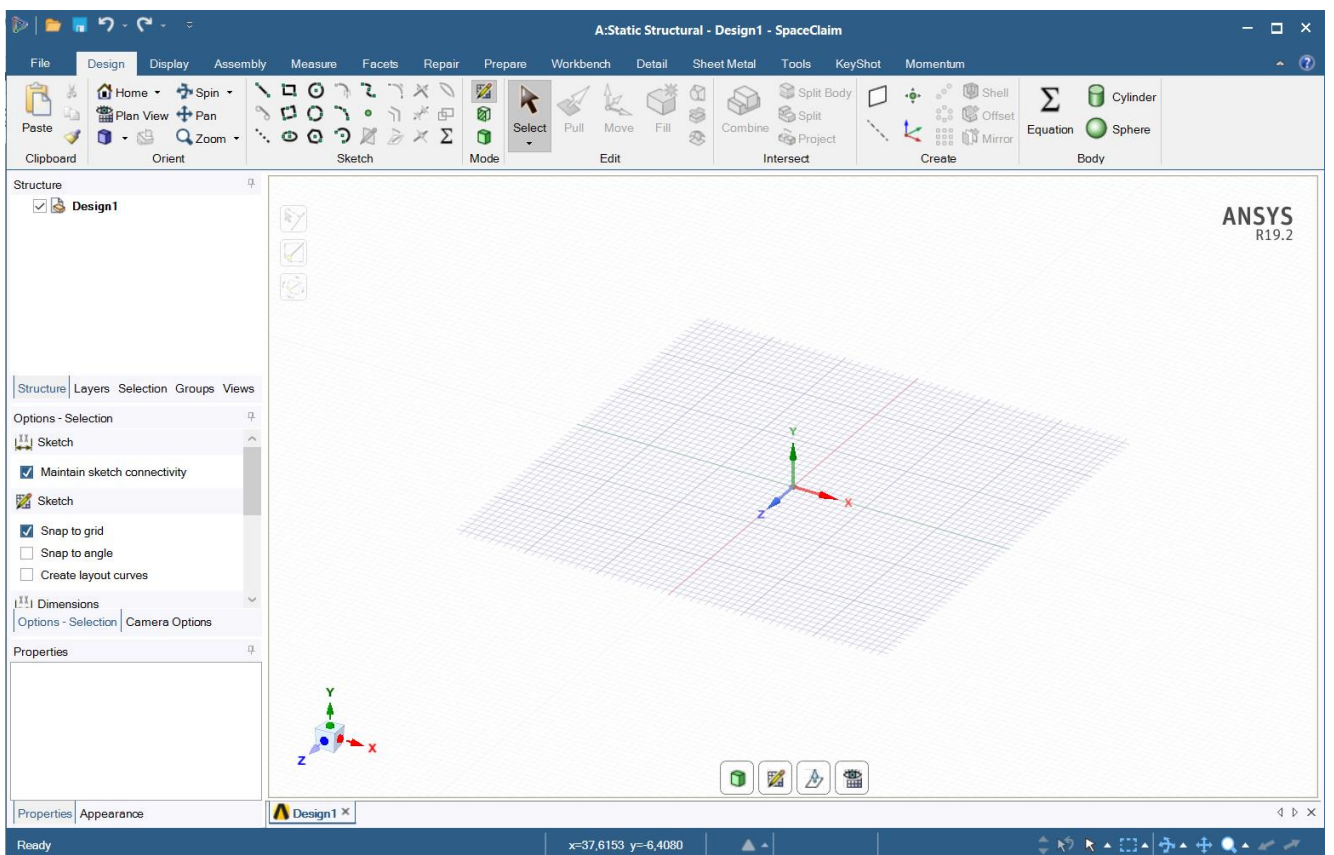 A:Static Structural - Design1 - SpaceClaim
File Design Display Assembly Measure Facets Repair Prepare Workbench Detail Sheet Metal Tools KeyShot Momentum
Home Spin
Plan View Pan
Zoom
Paste
Clipboard
Orient
Sketch
Mode
Select
Pull
Move
Fill
Edit
Combine
Split Body
Split
Project
Intersect
Shell
Offset
Mirror
Create
Equation
Cylinder
Sphere
Body
Structure
Design1
Structure Layers Selection Groups Views
Options - Selection
Sketch
Maintain sketch connectivity
Sketch
Snap to grid
Snap to angle
Create layout curves
Dimensions
Options - Selection Camera Options
Properties
Properties Appearance
ANSYS
R19.2
Y
X
Z
Y
X
Z
Design1
Ready
x=37,6153 y=-6,4080